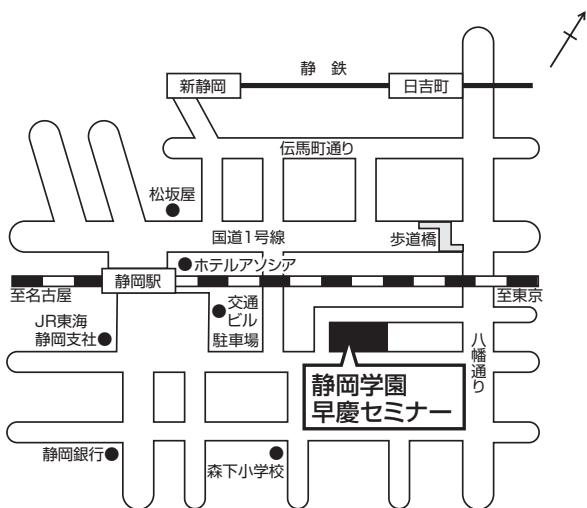 静 鉄
新静岡
日吉町
伝馬町通り
松坂屋
国道1号線
歩道橋
ホテルアソシア
静岡駅
至名古屋
至東京
交通
ビル
駐車場
JR東海
静岡支社
八幡通り
静岡学園
早慶セミナー
静岡銀行
森下小学校